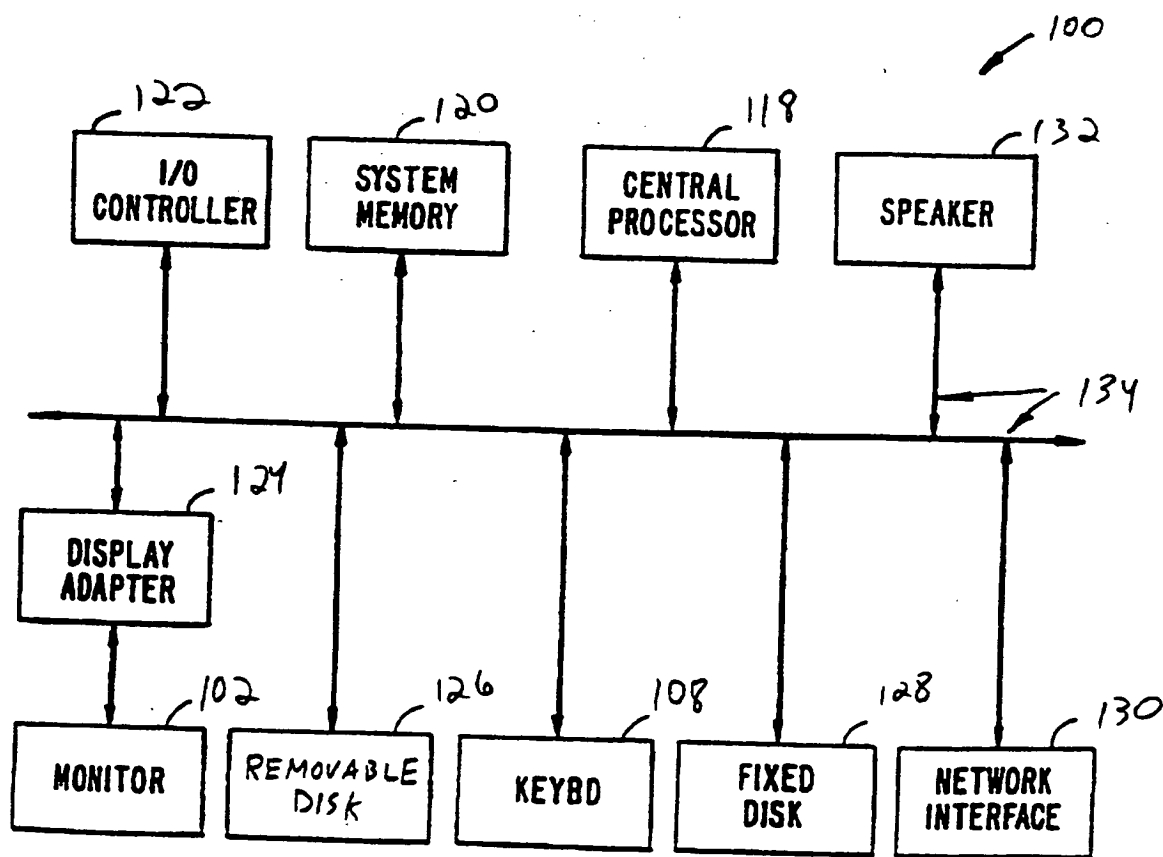 100
122
120
118
132
I/O
CONTROLLER
SYSTEM
MEMORY
CENTRAL
PROCESSOR
SPEAKER
134
124
DISPLAY
ADAPTER
102
126
108
128
130
MONITOR
REMOVABLE
DISK
KEYBD
FIXED
DISK
NETWORK
INTERFACE